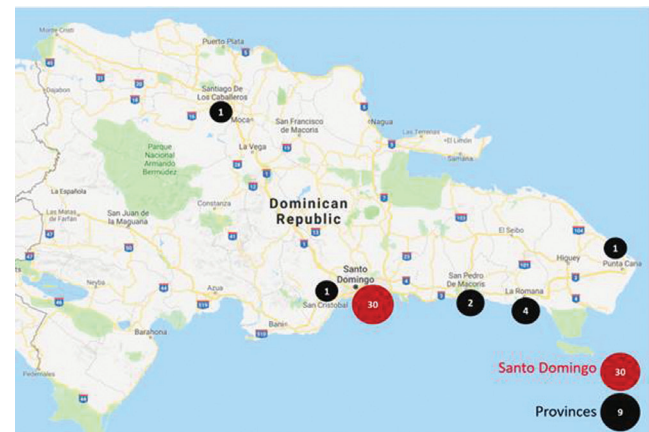 Monte Cristi
Puerto Plata
Dajabon
Santiago De
Los Caballeros
1
Moca
San Francisco
de Macoris
Nagua
Las Terrenas
El Limón
Samana
Parque
Nacional
Armando
Bermúdez
La Vega
La Española
Constanza
Dominican
Republic
Las Matas
de Farfán
San Juan de
la Maguana
El Seibo
1
Higuey
Punta Cana
Neyba
Azua
1
San Cristobal
Santo
Domingo
30
San Pedro
De Macoris
2
La Romana
4
Bani
Barahona
Pedernales
Santo Domingo
30
Provinces
9